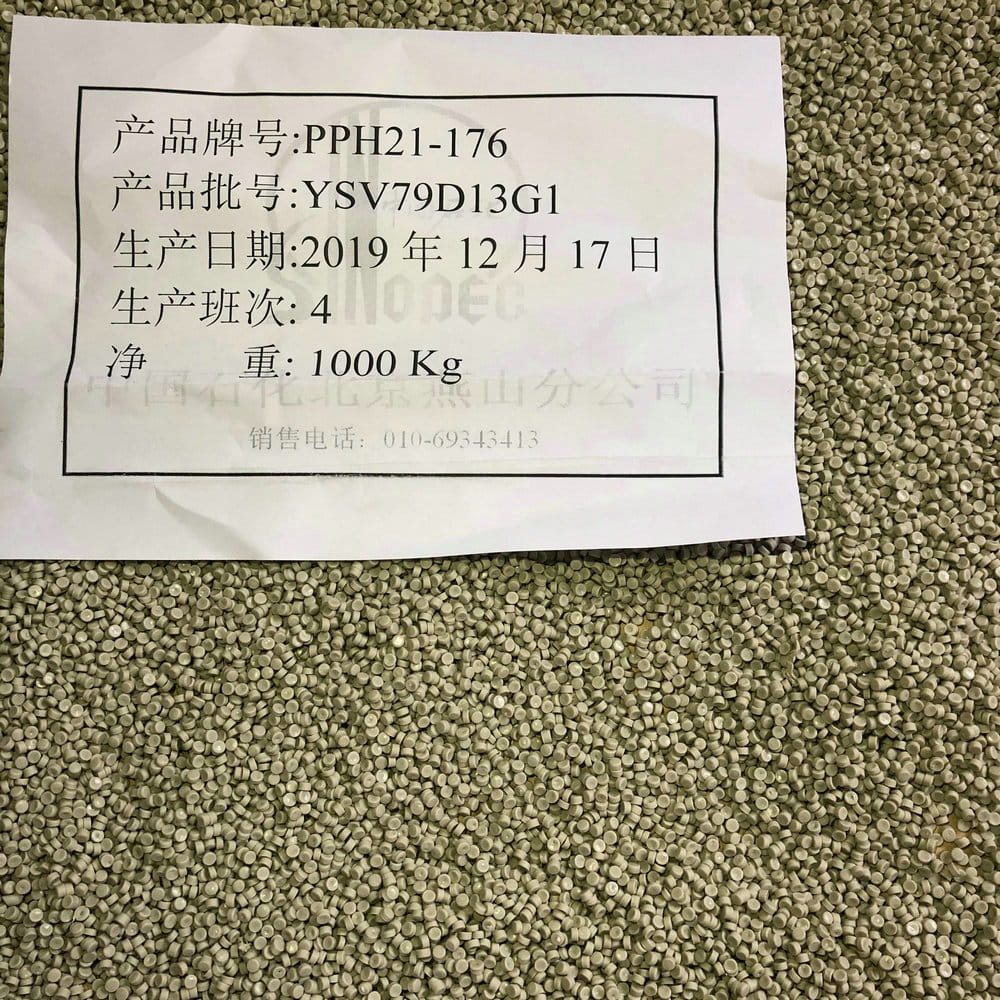 产品牌号:PPH21-176
产品批号:YSV79D13G1
生产日期:2019 年 12 月 17 日
SINOPEC
生产班次: 4
净 重: 1000 Kg
中国石化北京燕山分公司
销售电话: 010-69343413